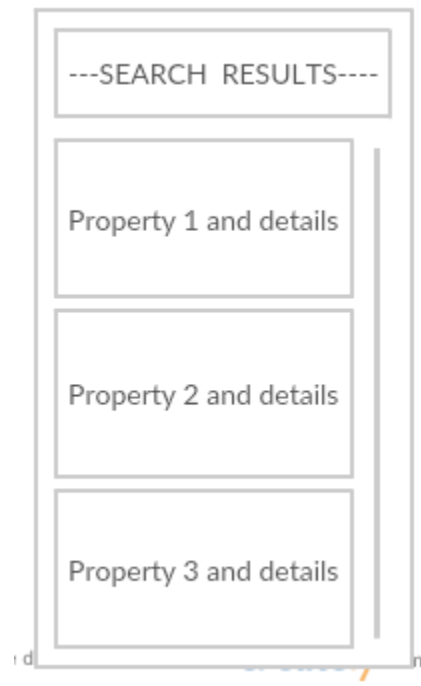 ---SEARCH RESULTS----
Property 1 and details
Property 2 and details
Property 3 and details